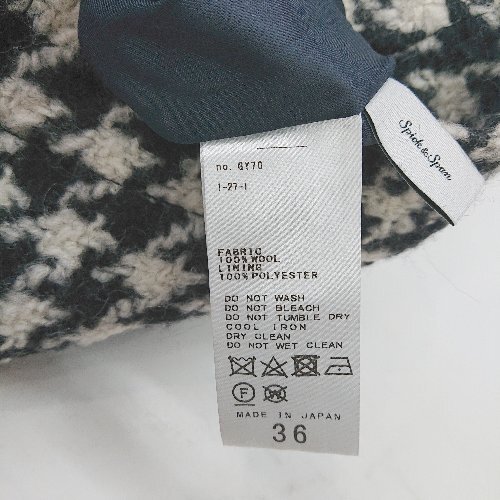 Spick & Span
no. GY70
1-27-1
FABRIC
100%WOOL
LINING
100%POLYESTER
DO NOT WASH
DO NOT BLEACH
DO NOT TUMBLE DRY
COOL IRON
DRY CLEAN
DO NOT WET CLEAN
F W
MADE IN JAPAN
36